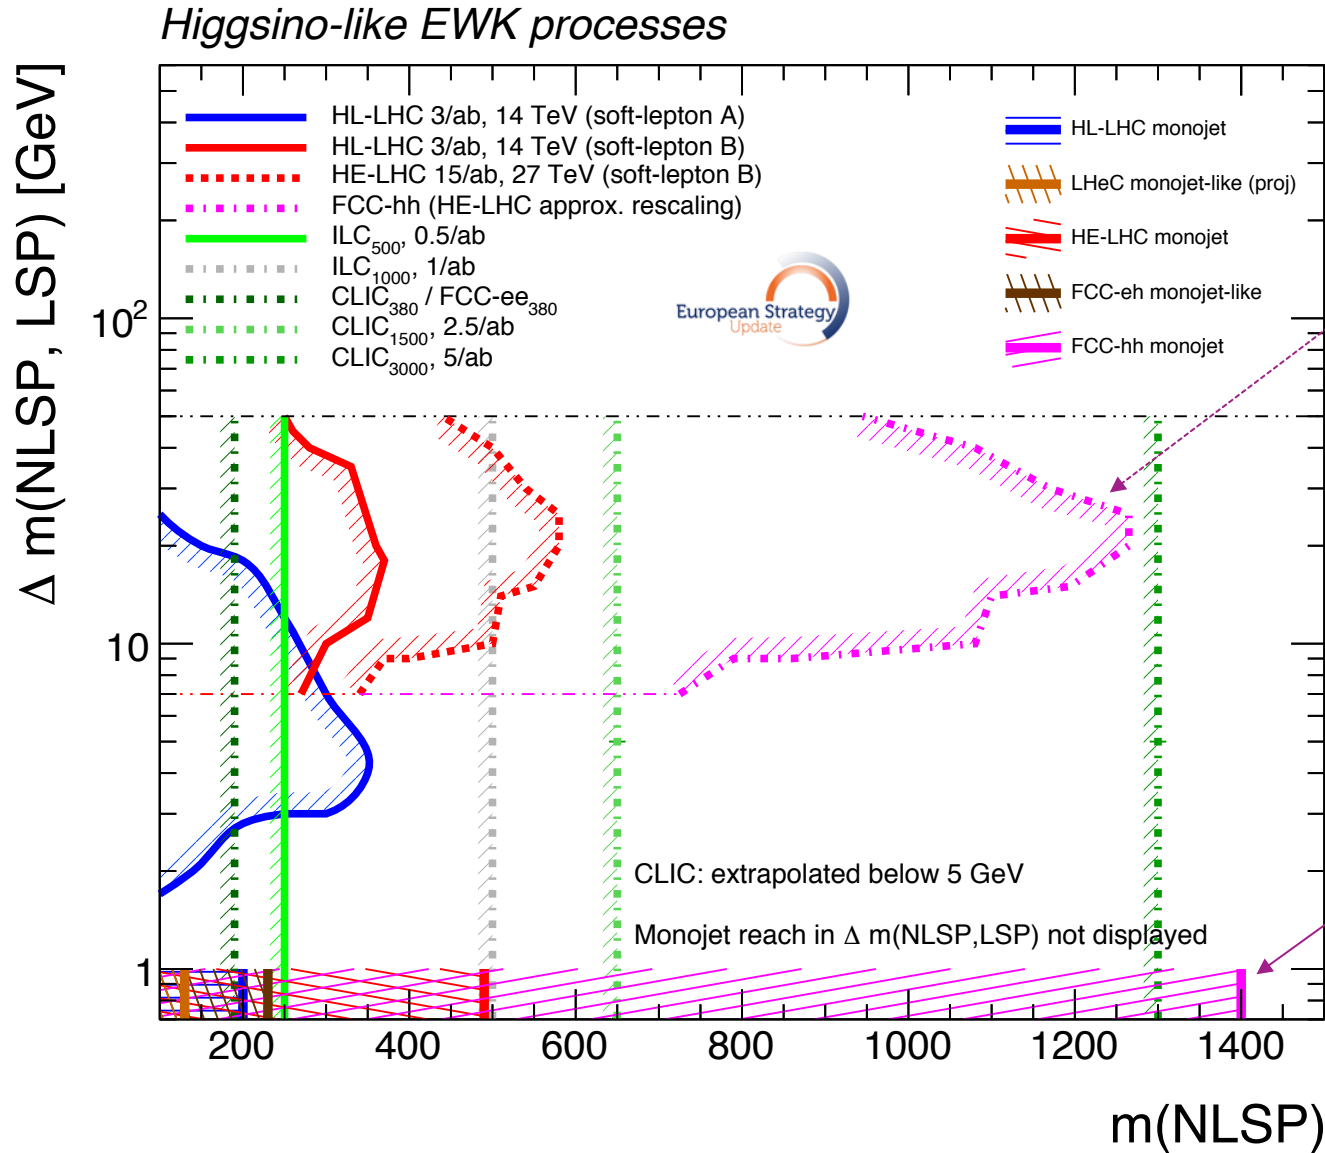 Higgsino-like EWK processes
Δ m(NLSP, LSP) [GeV]
HL-LHC 3/ab, 14 TeV (soft-lepton A)
HL-LHC 3/ab, 14 TeV (soft-lepton B)
HE-LHC 15/ab, 27 TeV (soft-lepton B)
FCC-hh (HE-LHC approx. rescaling)
ILC500, 0.5/ab
ILC1000, 1/ab
CLIC380 / FCC-ee380
CLIC1500, 2.5/ab
CLIC3000, 5/ab
European Strategy
Update
HL-LHC monojet
LHeC monojet-like (proj)
HE-LHC monojet
FCC-eh monojet-like
FCC-hh monojet
10²
10
1
CLIC: extrapolated below 5 GeV
Monojet reach in Δ m(NLSP,LSP) not displayed
200 400 600 800 1000 1200 1400
m(NLSP)